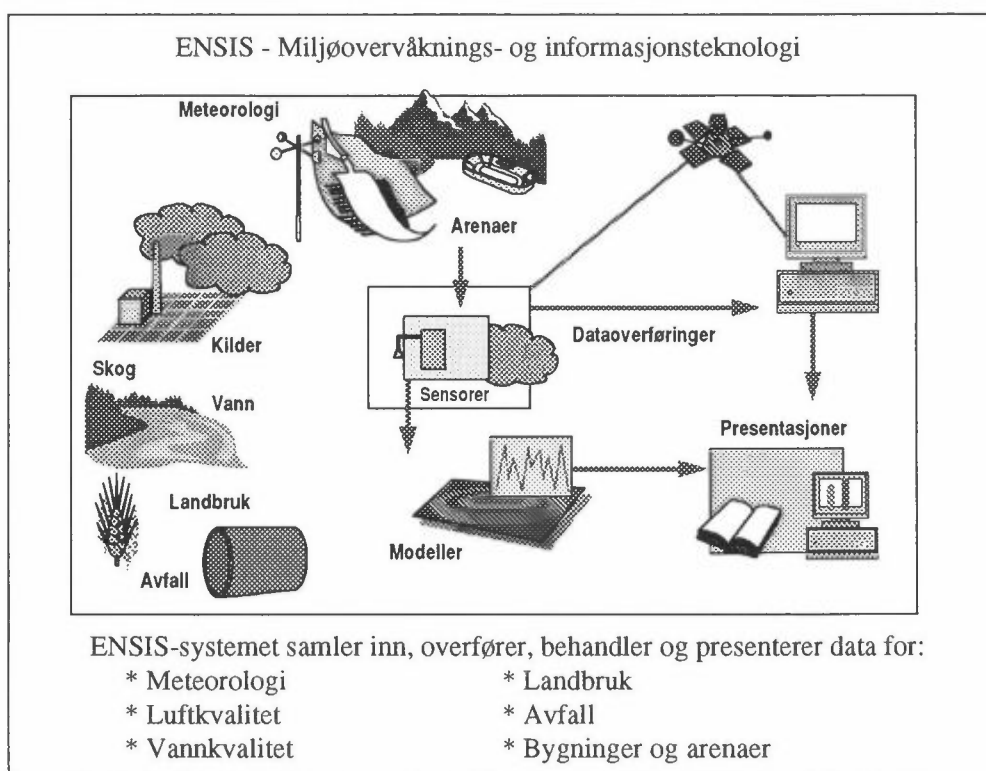 ENSIS - Miljøovervåknings- og informasjonsteknologi
Meteorologi
Arenaer
Kilder
Dataoverføringer
Skog
Sensorer
Vann
Presentasjoner
Landbruk
Modeller
Avfall
ENSIS-systemet samler inn, overfører, behandler og presenterer data for:
* Meteorologi
* Landbruk
* Luftkvalitet
* Avfall
* Vannkvalitet
* Bygninger og arenaer